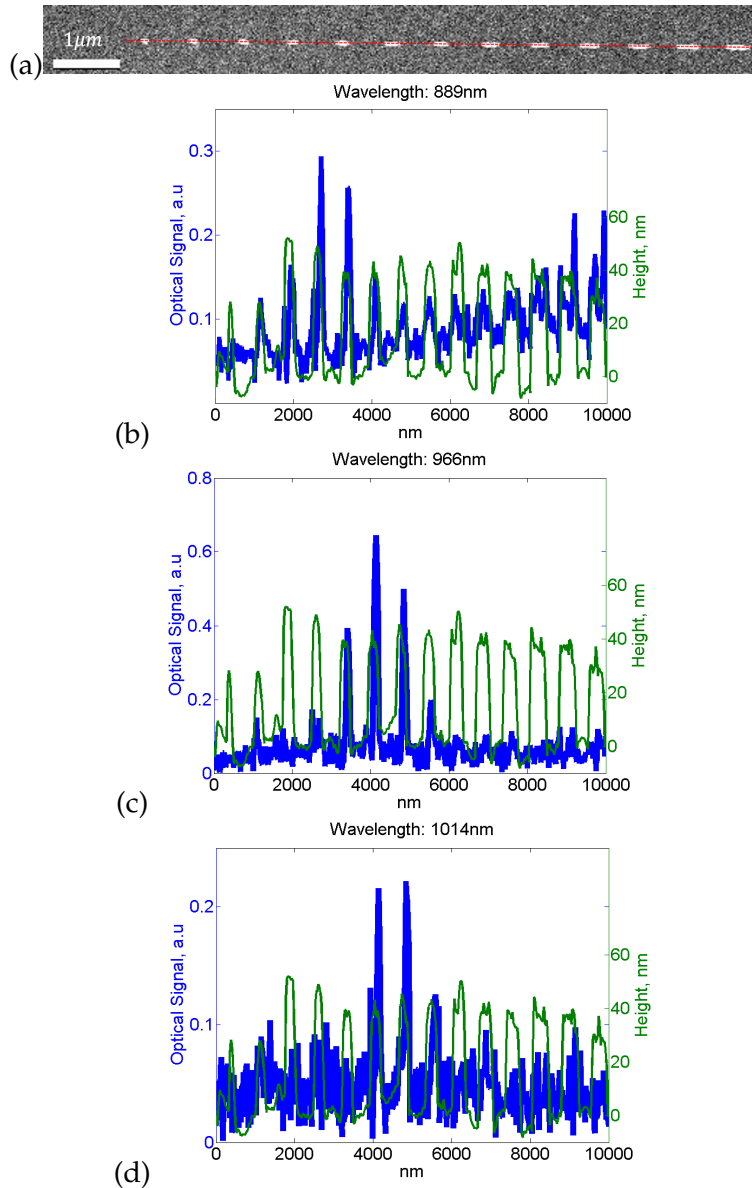 (a)
1μm
Wavelength: 889nm
Optical Signal, a.u
0.3
0.2
0.1
60
40
20
0
Height, nm
0 2000 4000 6000 8000 10000
nm
(b)
Wavelength: 966nm
Optical Signal, a.u
0.8
0.6
0.4
0.2
0
60
40
20
0
Height, nm
0 2000 4000 6000 8000 10000
nm
(c)
Wavelength: 1014nm
Optical Signal, a.u
0.2
0.1
0
60
40
20
0
Height, nm
0 2000 4000 6000 8000 10000
nm
(d)